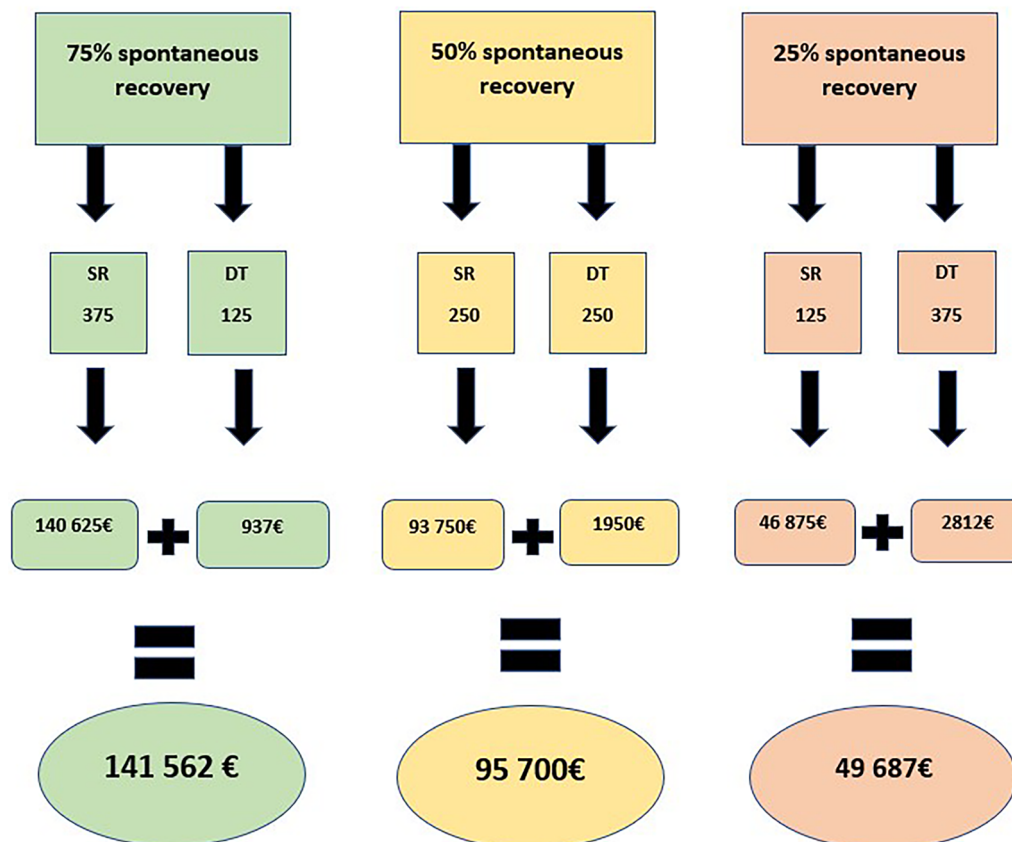 75% spontaneous
recovery
50% spontaneous
recovery
25% spontaneous
recovery
SR
375
DT
125
SR
250
DT
250
SR
125
DT
375
140 625€
937€
93 750€
1950€
46 875€
2812€
141 562 €
95 700€
49 687€